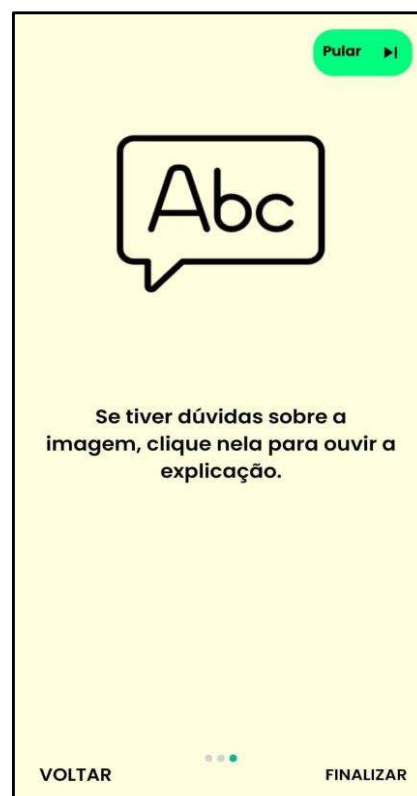 Pular
Abc
Se tiver dúvidas sobre a
imagem, clique nela para ouvir a
explicação.
VOLTAR
FINALIZAR